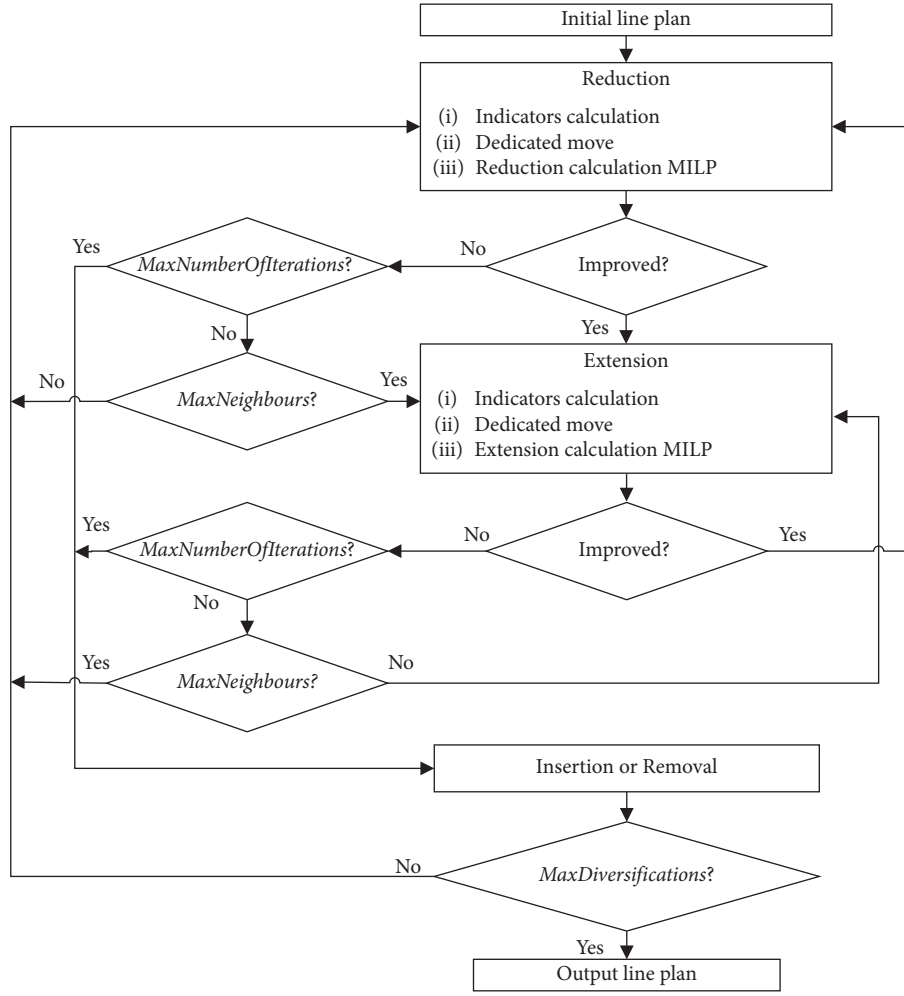 Initial line plan
Reduction
(i) Indicators calculation
(ii) Dedicated move
(iii) Reduction calculation MILP
Yes
MaxNumberOfIterations?
No
Improved?
No
Yes
No
MaxNeighbours?
Yes
Extension
(i) Indicators calculation
(ii) Dedicated move
(iii) Extension calculation MILP
Yes
MaxNumberOfIterations?
No
Improved?
Yes
No
Yes
MaxNeighbours?
No
Insertion or Removal
No
MaxDiversifications?
Yes
Output line plan